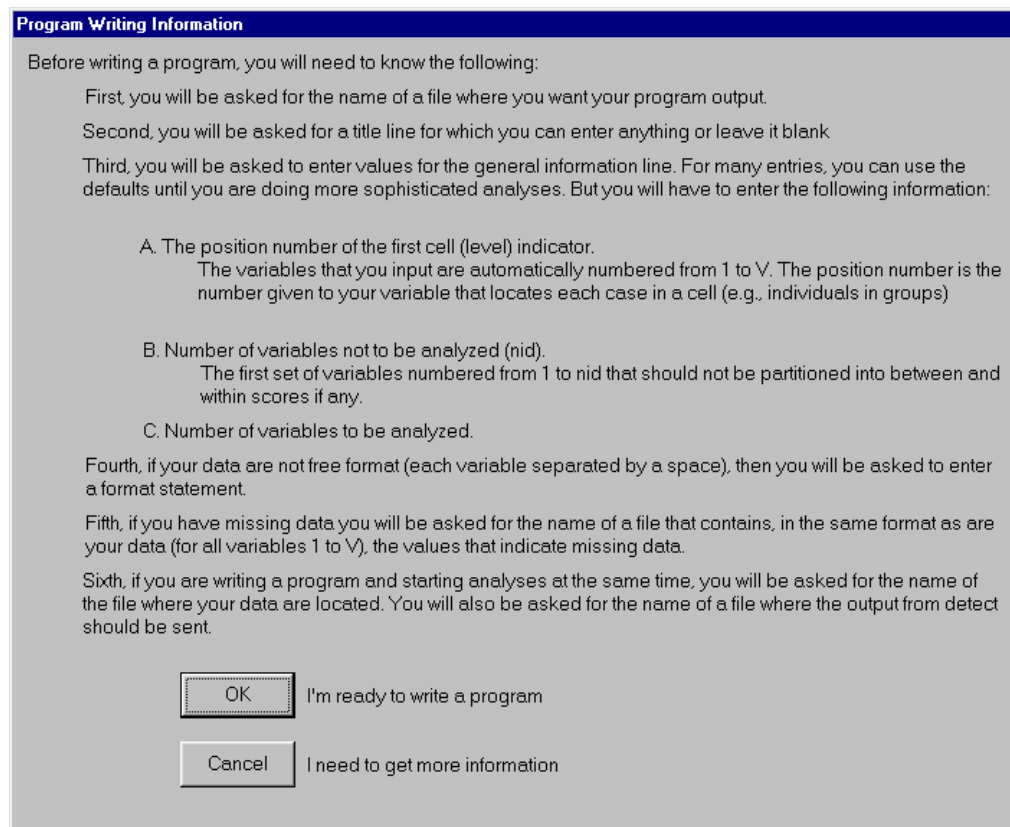 Program Writing Information
Before writing a program, you will need to know the following:
First, you will be asked for the name of a file where you want your program output.
Second, you will be asked for a title line for which you can enter anything or leave it blank
Third, you will be asked to enter values for the general information line. For many entries, you can use the
defaults until you are doing more sophisticated analyses. But you will have to enter the following information:
A. The position number of the first cell (level) indicator.
The variables that you input are automatically numbered from 1 to V. The position number is the
number given to your variable that locates each case in a cell (e.g., individuals in groups)
B. Number of variables not to be analyzed (nid).
The first set of variables numbered from 1 to nid that should not be partitioned into between and
within scores if any.
C. Number of variables to be analyzed.
Fourth, if your data are not free format (each variable separated by a space), then you will be asked to enter
a format statement.
Fifth, if you have missing data you will be asked for the name of a file that contains, in the same format as are
your data (for all variables 1 to V), the values that indicate missing data.
Sixth, if you are writing a program and starting analyses at the same time, you will be asked for the name of
the file where your data are located. You will also be asked for the name of a file where the output from detect
should be sent.
OK I'm ready to write a program
Cancel I need to get more information